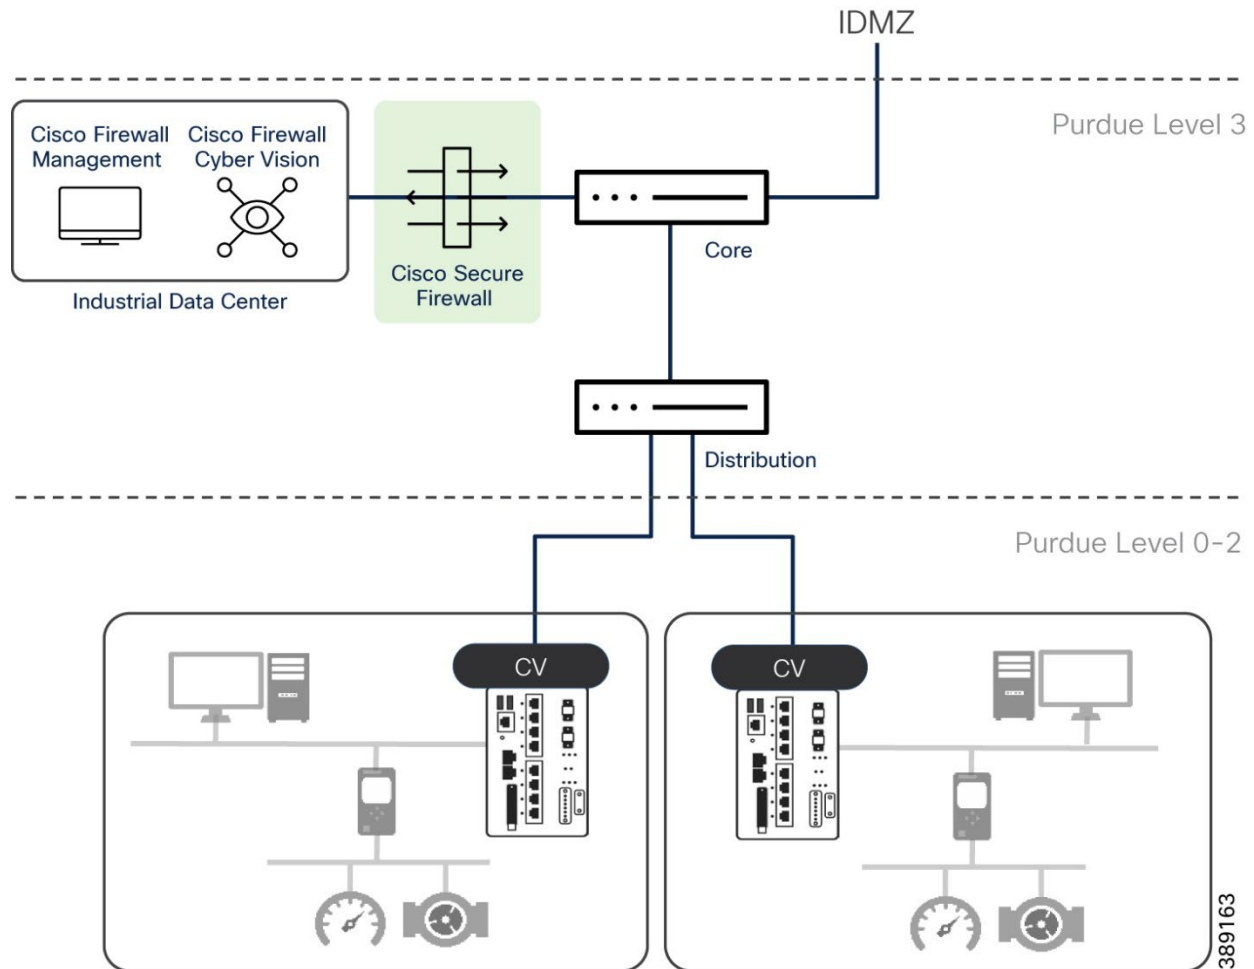 IDMZ
Purdue Level 3
Cisco Firewall
Management
Cisco Firewall
Cyber Vision
Cisco Secure
Firewall
Core
Industrial Data Center
Distribution
Purdue Level 0-2
CV
CV
389163